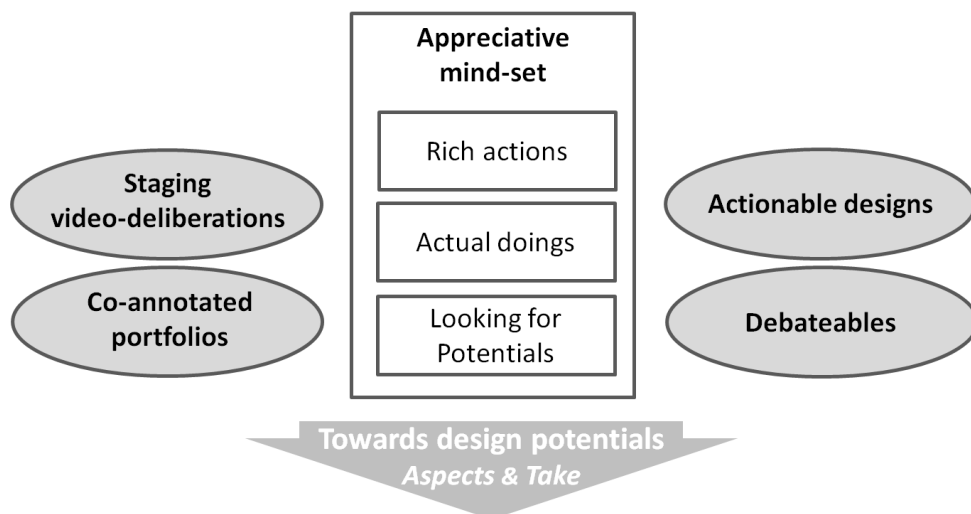 Appreciative
mind-set
Rich actions
Actual doings
Looking for
Potentials
Staging
video-deliberations
Co-annotated
portfolios
Actionable designs
Debateables
Towards design potentials
Aspects & Take